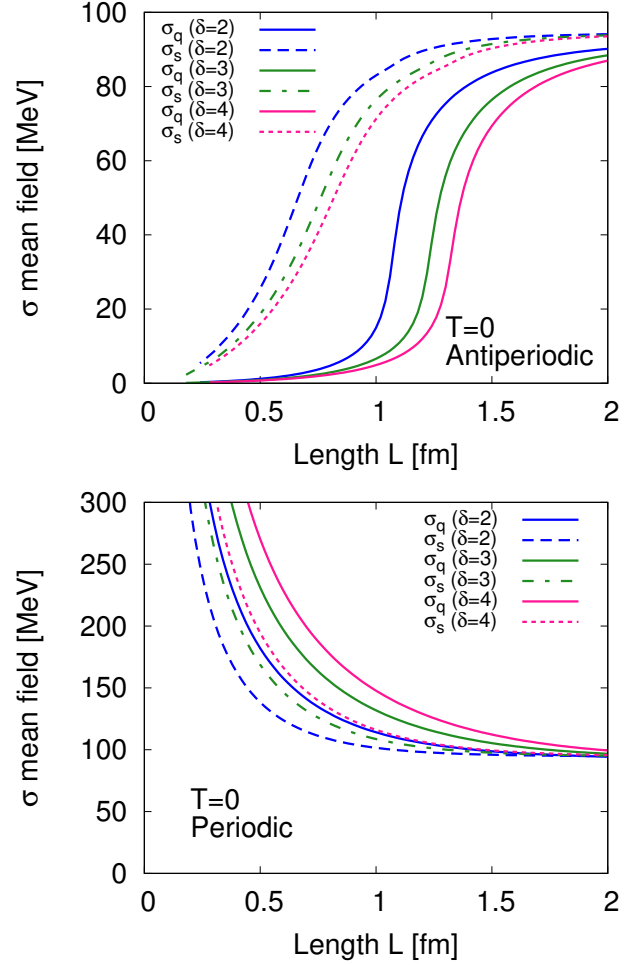 σ mean field [MeV]
100
80
60
40
20
0
σq (δ=2)
σs (δ=2)
σq (δ=3)
σs (δ=3)
σq (δ=4)
σs (δ=4)
T=0
Antiperiodic
0 0.5 1 1.5 2
Length L [fm]
σ mean field [MeV]
300
250
200
150
100
50
0
σq (δ=2)
σs (δ=2)
σq (δ=3)
σs (δ=3)
σq (δ=4)
σs (δ=4)
T=0
Periodic
0 0.5 1 1.5 2
Length L [fm]